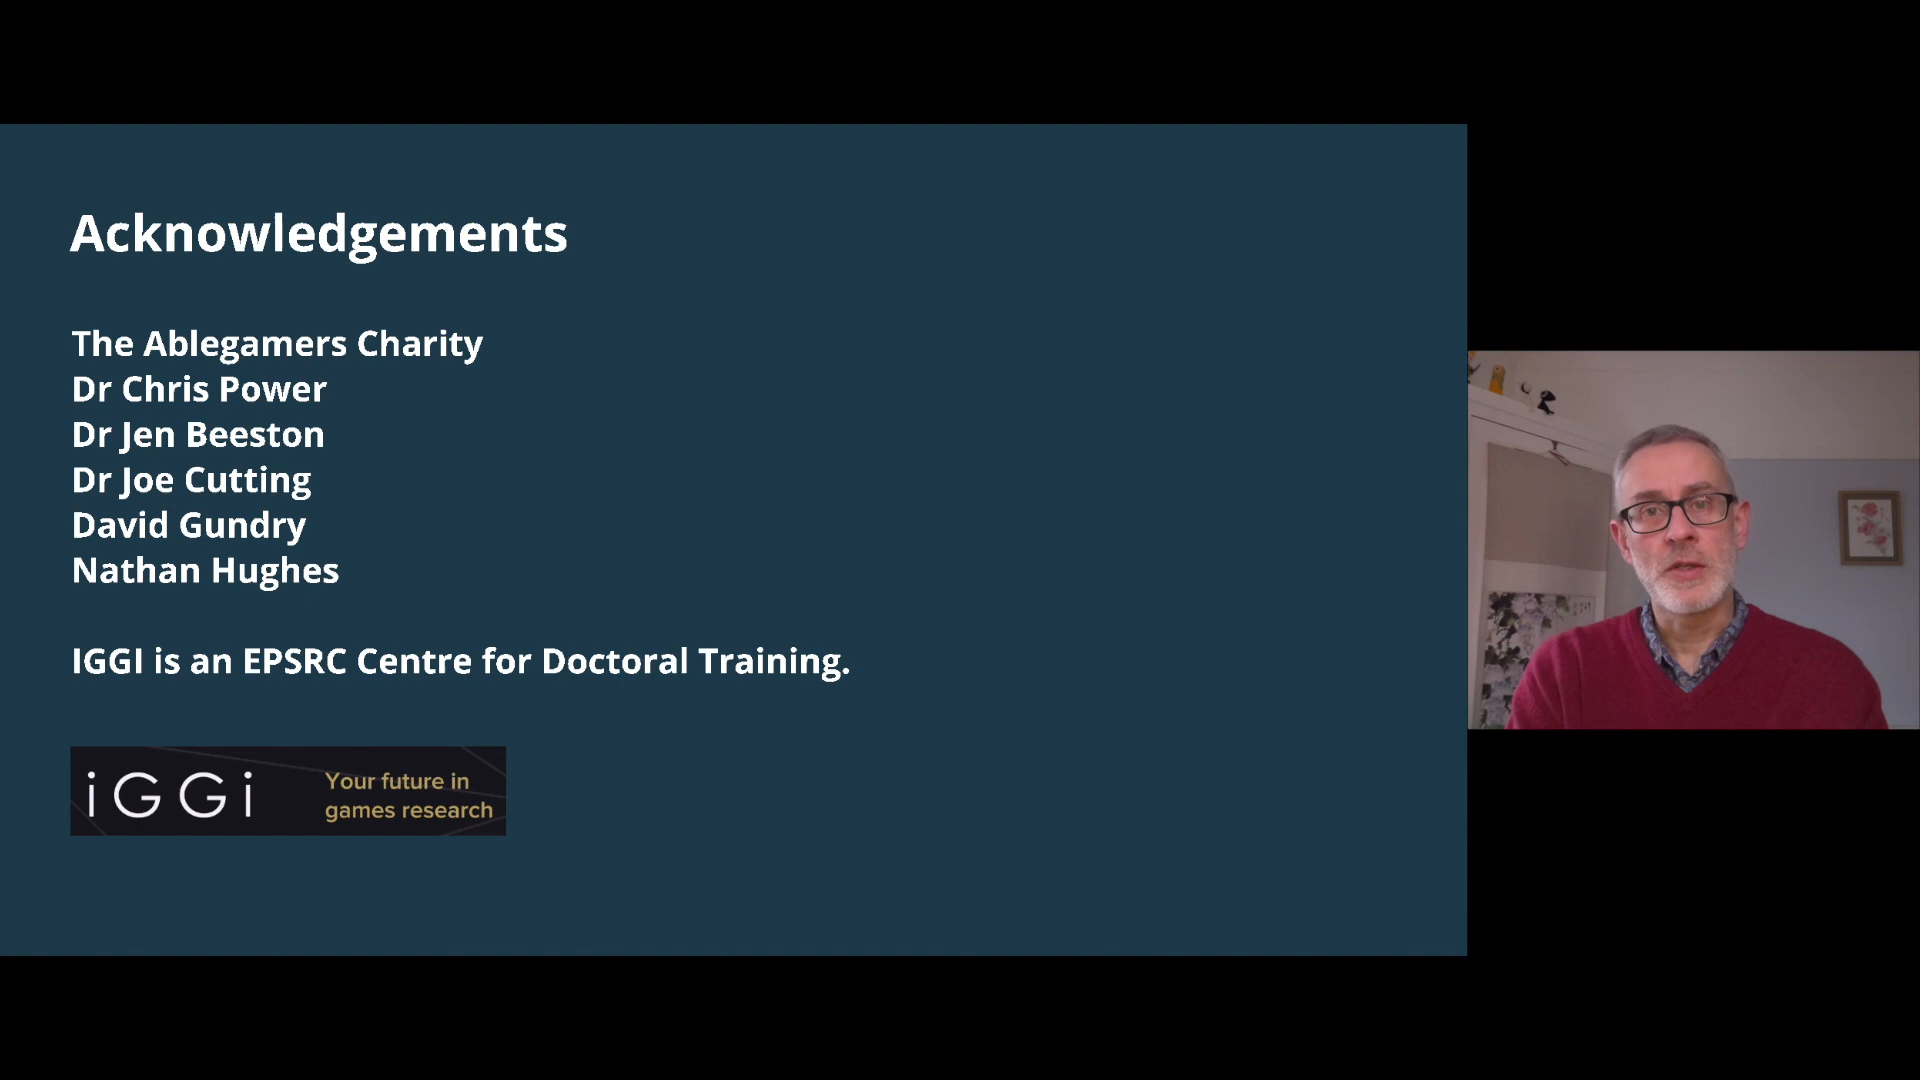 Acknowledgements
The Ablegamers Charity
Dr Chris Power
Dr Jen Beeston
Dr Joe Cutting
David Gundry
Nathan Hughes
IGGI is an EPSRC Centre for Doctoral Training.
iGGi
Your future in
games research